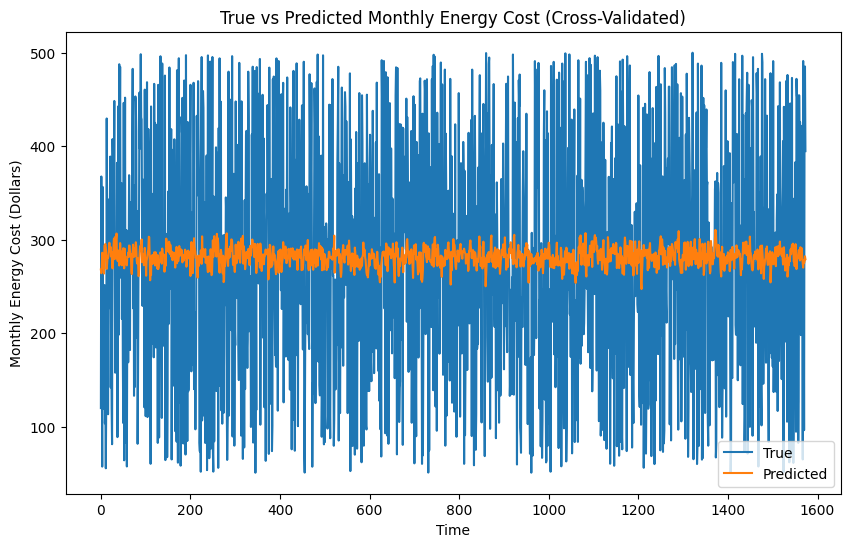 True vs Predicted Monthly Energy Cost (Cross-Validated)
Monthly Energy Cost (Dollars)
500
400
300
200
100
0
200
400
600
800
1000
1200
1400
1600
Time
True
Predicted